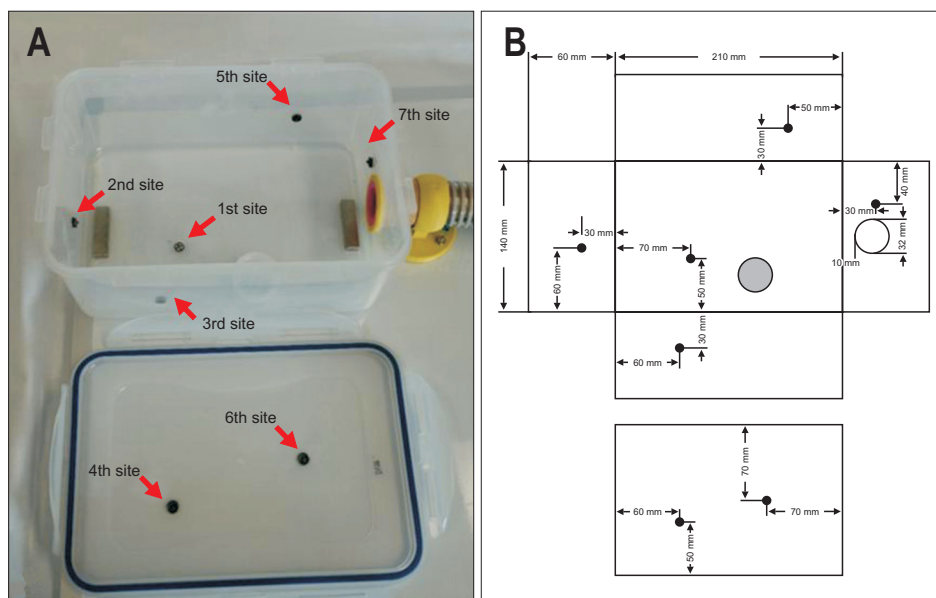 A
5th site
7th site
2nd site
1st site
3rd site
6th site
4th site
B
60 mm
210 mm
50 mm
30 mm
40 mm
30 mm
32 mm
10 mm
140 mm
30 mm
70 mm
60 mm
50 mm
30 mm
60 mm
70 mm
60 mm
70 mm
50 mm